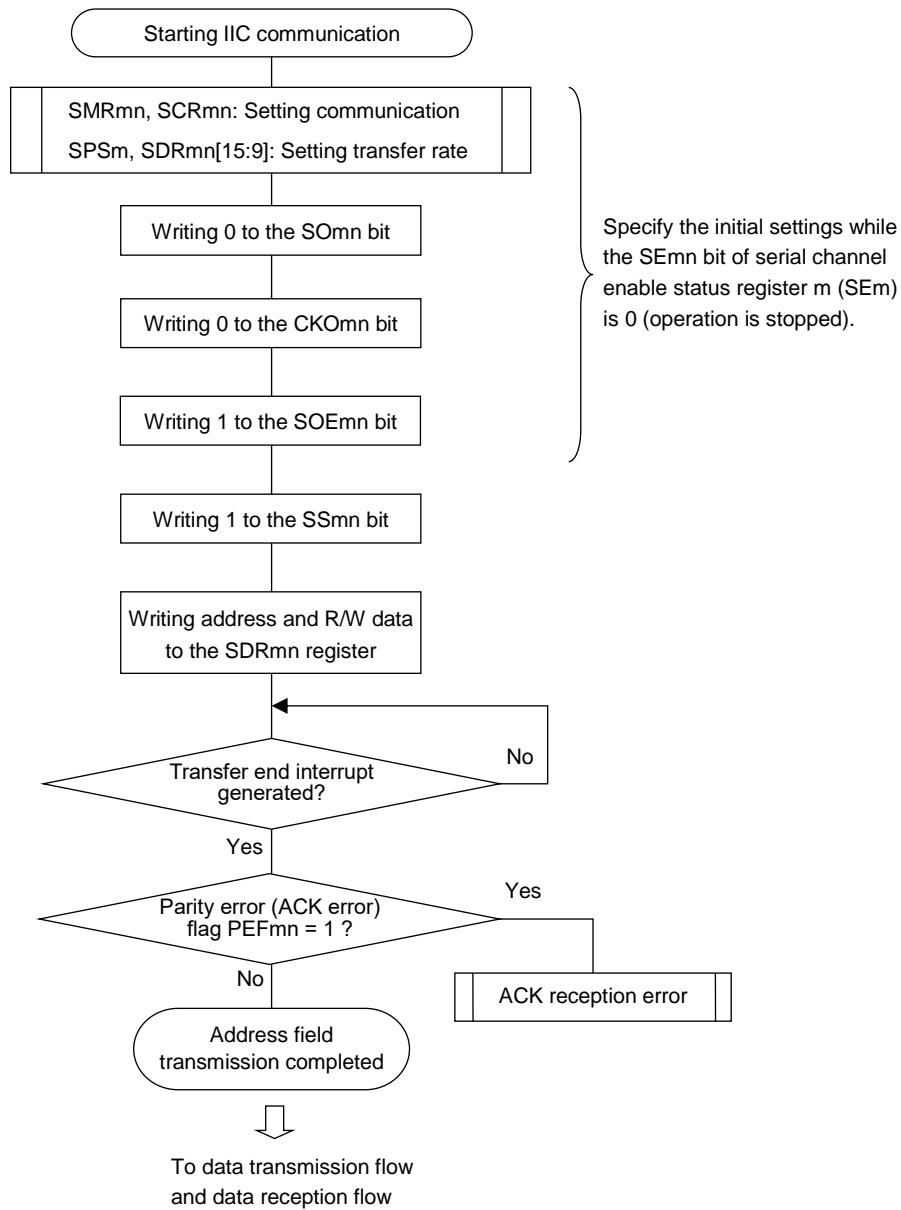 Starting IIC communication
SMRmn, SCRmn: Setting communication
SPSm, SDRmn[15:9]: Setting transfer rate
Writing 0 to the SOmn bit
Specify the initial settings while
the SEmn bit of serial channel
enable status register m (SEm)
is 0 (operation is stopped).
Writing 0 to the CKOmn bit
Writing 1 to the SOEmn bit
Writing 1 to the SSmn bit
Writing address and R/W data
to the SDRmn register
No
Transfer end interrupt
generated?
Yes
Yes
Parity error (ACK error)
flag PEFmn = 1 ?
No
ACK reception error
Address field
transmission completed
To data transmission flow
and data reception flow